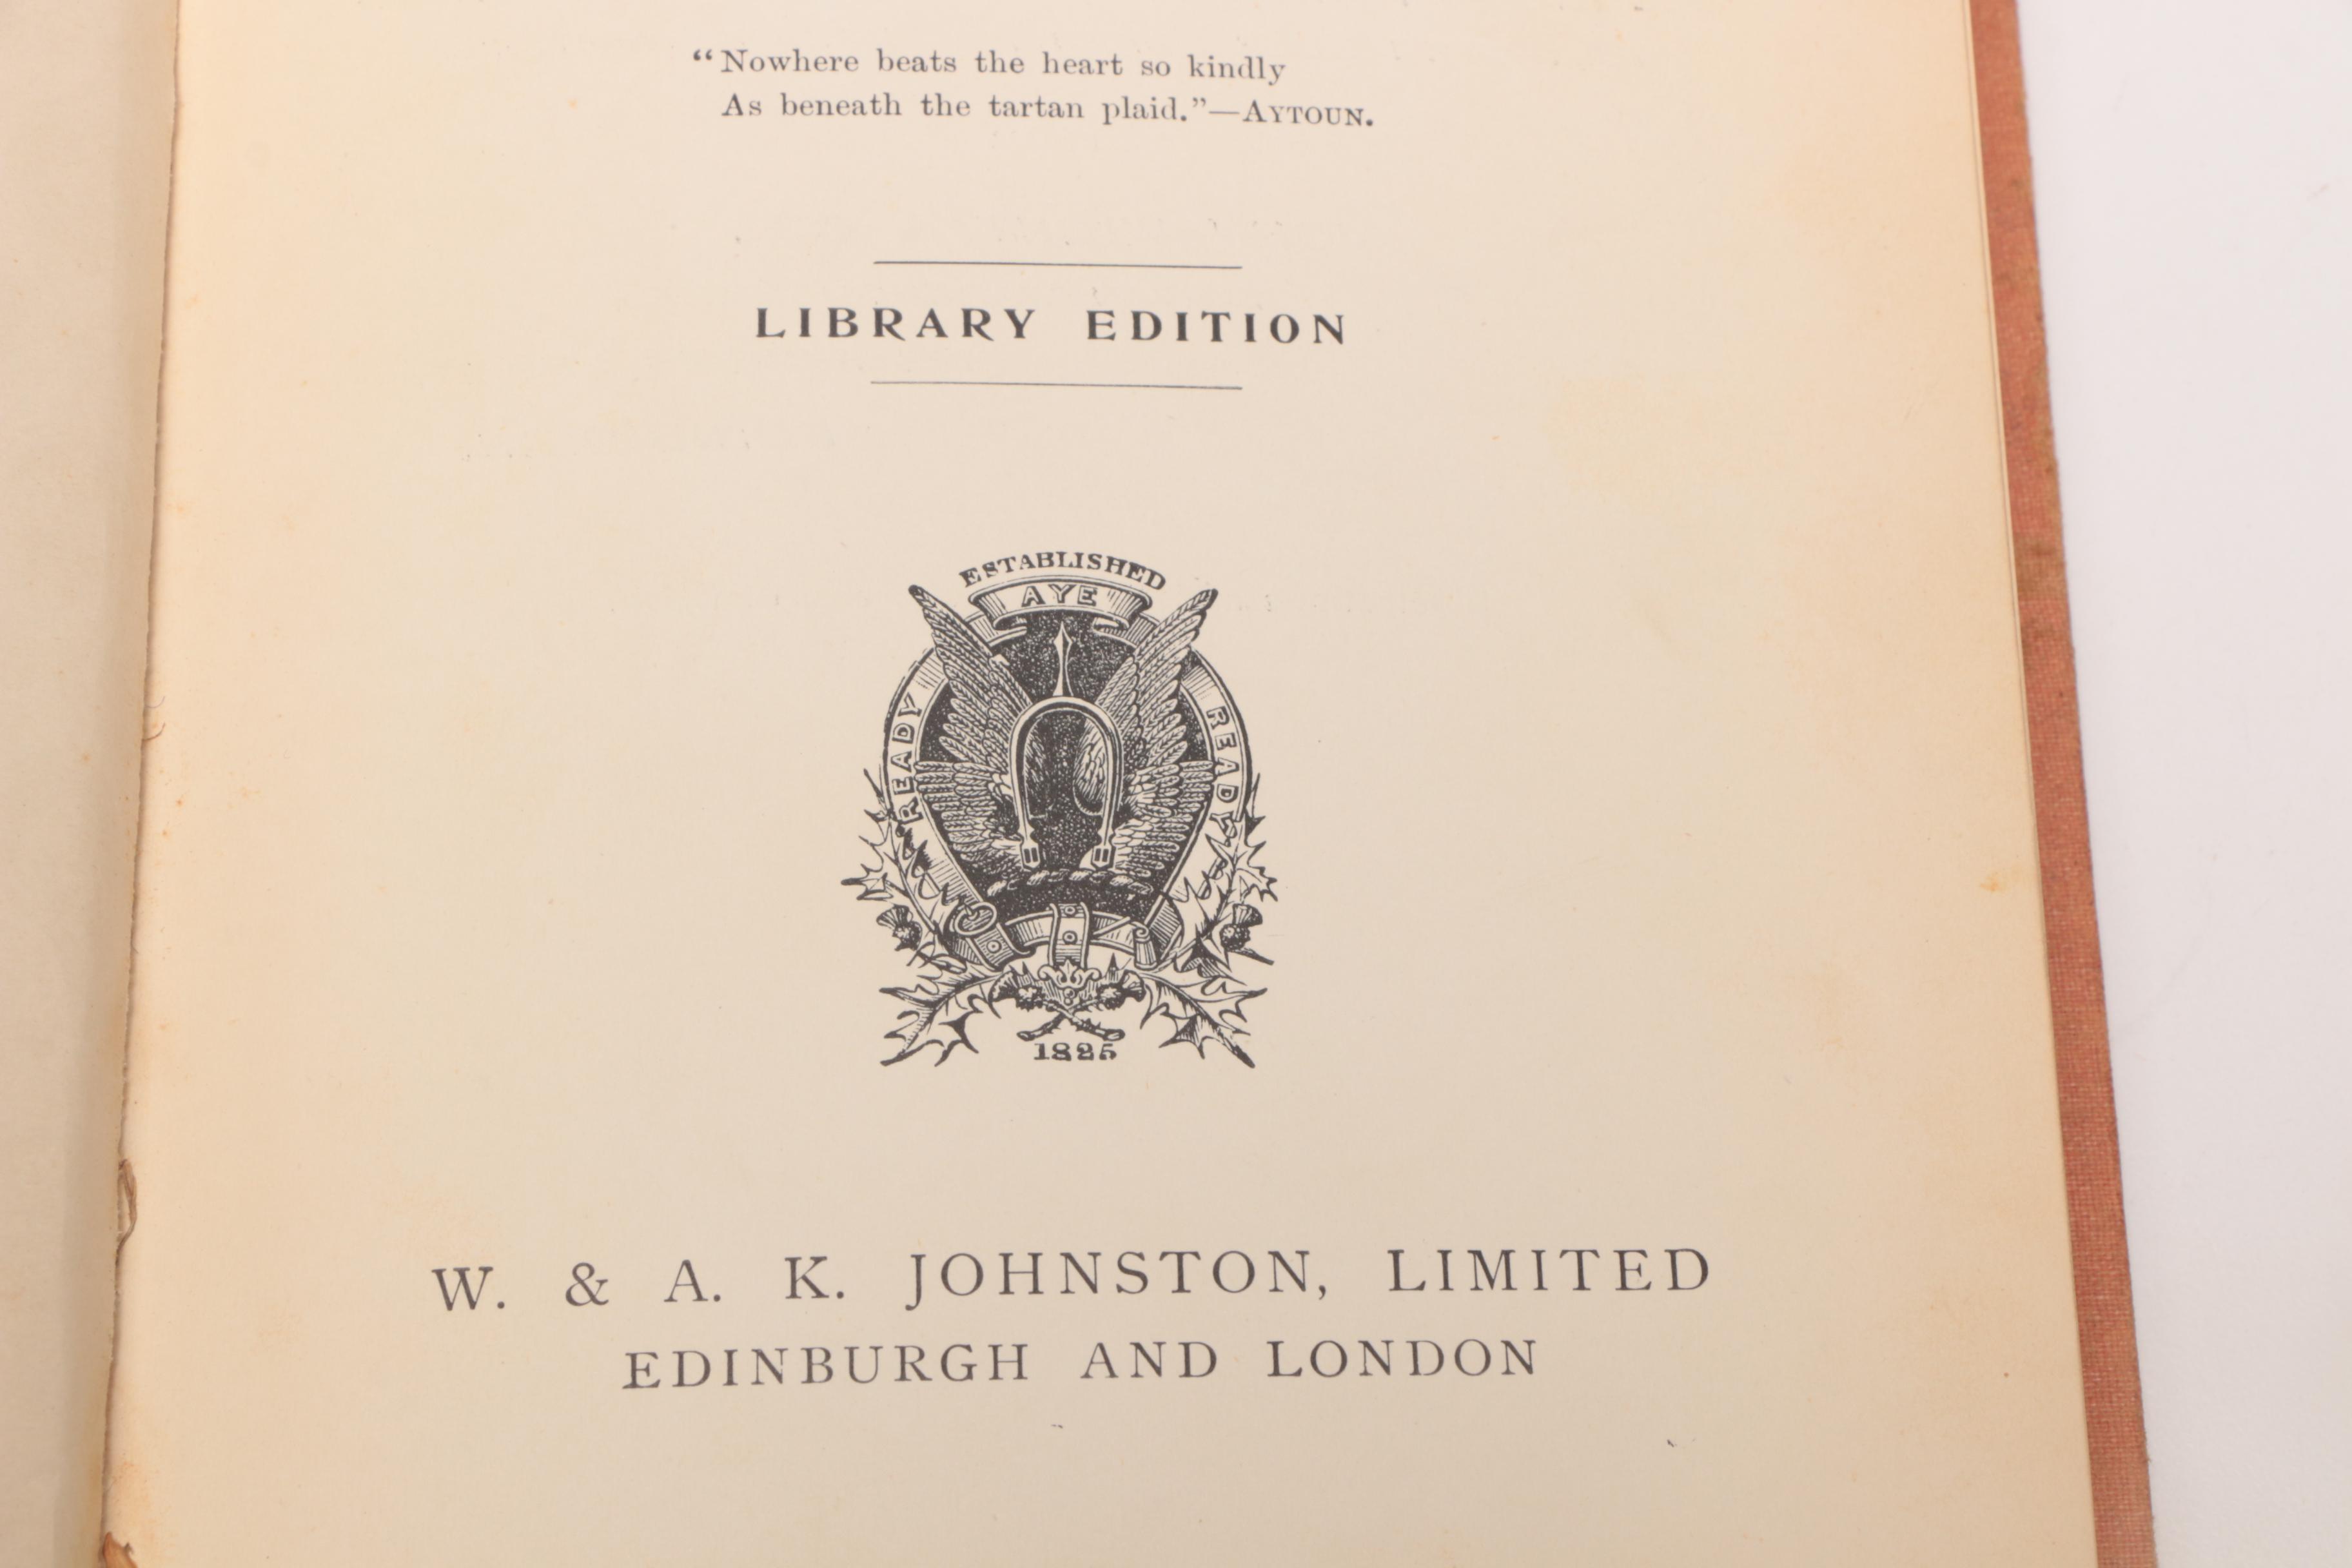 “Nowhere beats the heart so kindly
As beneath the tartan plaid.”—AYTOUN.
LIBRARY EDITION
ESTABLISHED
AYE
READY
READY
1825
W. & A. K. JOHNSTON, LIMITED
EDINBURGH AND LONDON